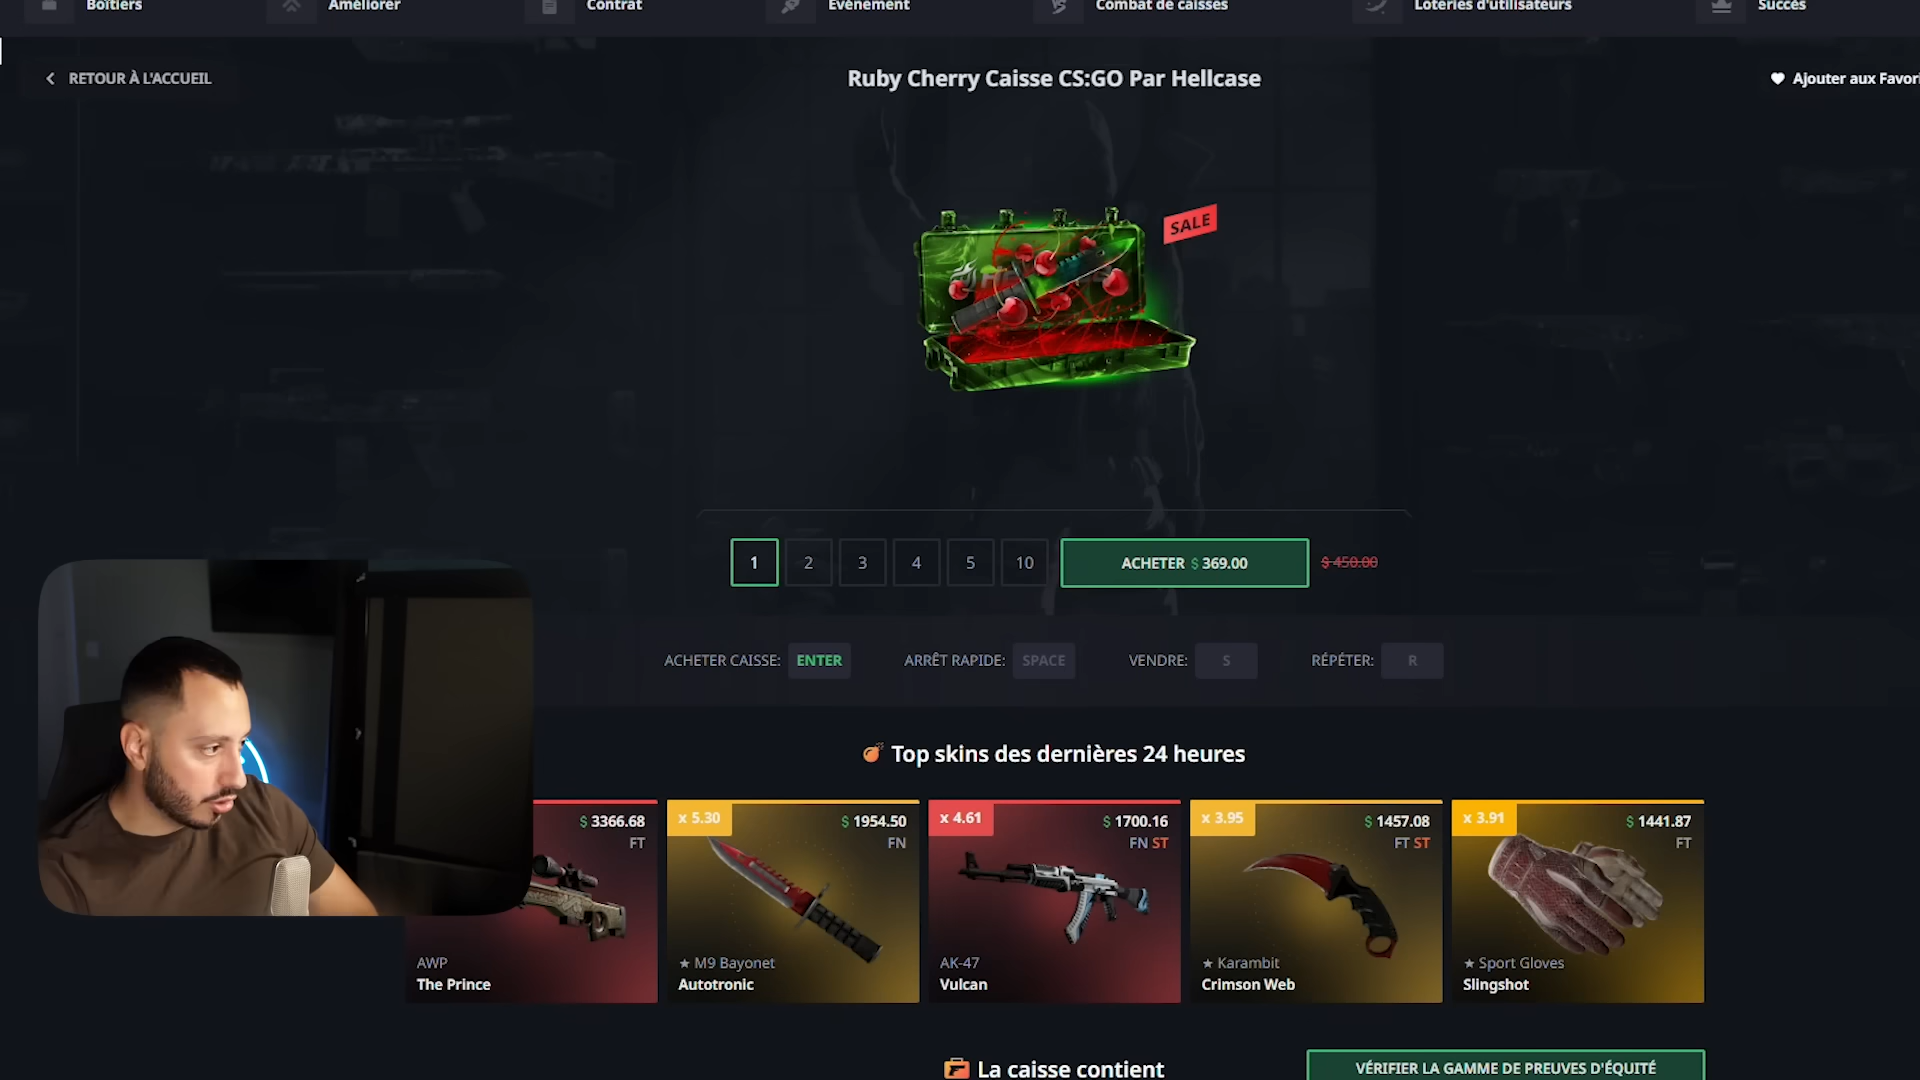 Boîtiers
Améliorer
Contrat
Evénement
Combat de caisses
Loteries d'utilisateurs
Succès
RETOUR À L'ACCUEIL
Ruby Cherry Caisse CS:GO Par Hellcase
Ajouter aux Favori
SALE
1
2
3
4
5
10
ACHETER $ 369.00
$ 450.00
ACHETER CAISSE: ENTER
ARRÊT RAPIDE: SPACE
VENDRE: S
RÉPÉTER: R
Top skins des dernières 24 heures
$ 3366.68
FT
AWP
The Prince
x 5.30
$ 1954.50
FN
★ M9 Bayonet
Autotronic
x 4.61
$ 1700.16
FN ST
AK-47
Vulcan
x 3.95
$ 1457.08
FT ST
★ Karambit
Crimson Web
x 3.91
$ 1441.87
FT
★ Sport Gloves
Slingshot
La caisse contient
VÉRIFIER LA GAMME DE PREUVES D'ÉQUITÉ